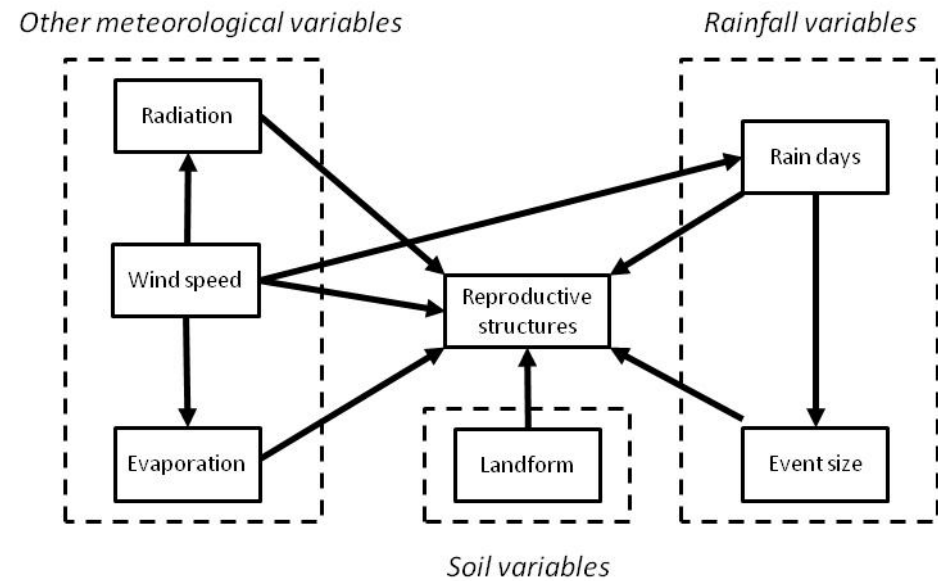 Other meteorological variables
Rainfall variables
Radiation
Rain days
Wind speed
Reproductive
structures
Evaporation
Landform
Event size
Soil variables